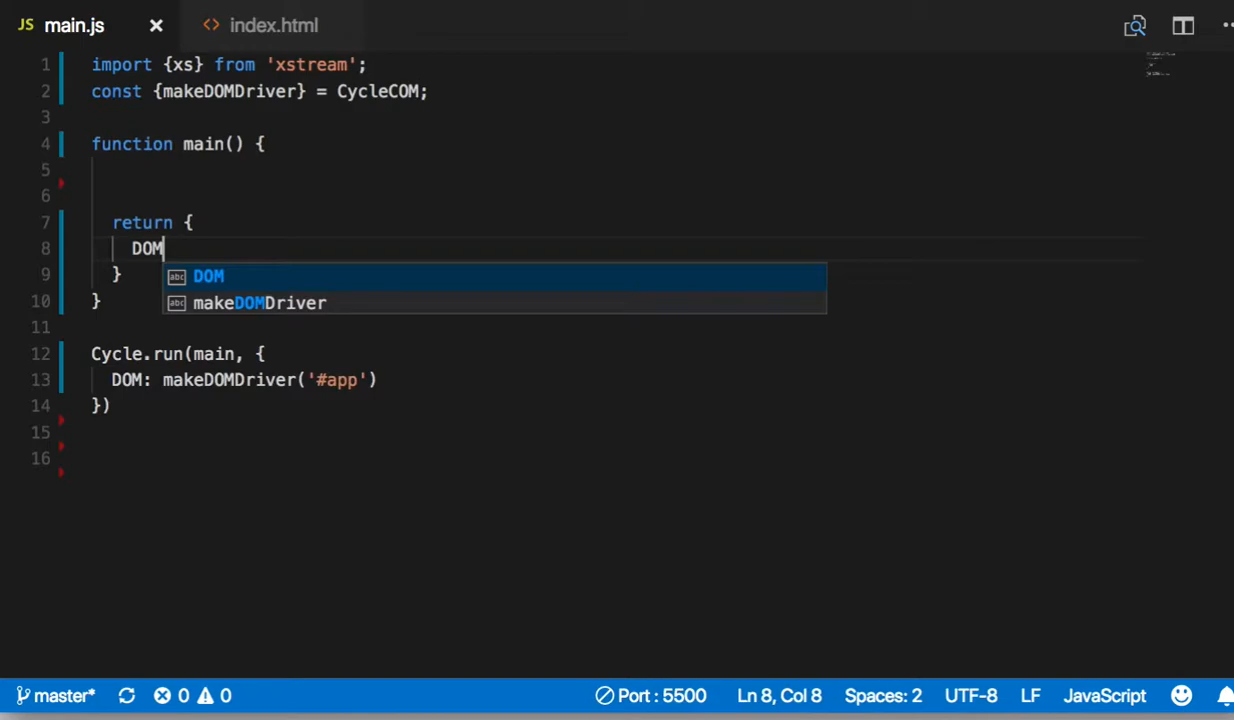 JS main.js × <> index.html
1 import {xs} from 'xstream';
2 const {makeDOMDriver} = CycleCOM;
3
4 function main() {
5
6
7 return {
8 DOM
9 }
abc DOM
abc makeDOMDriver
10 }
11
12 Cycle.run(main, {
13 DOM: makeDOMDriver('#app')
14 })
15
16
master* 0 0 Port : 5500 Ln 8, Col 8 Spaces: 2 UTF-8 LF JavaScript